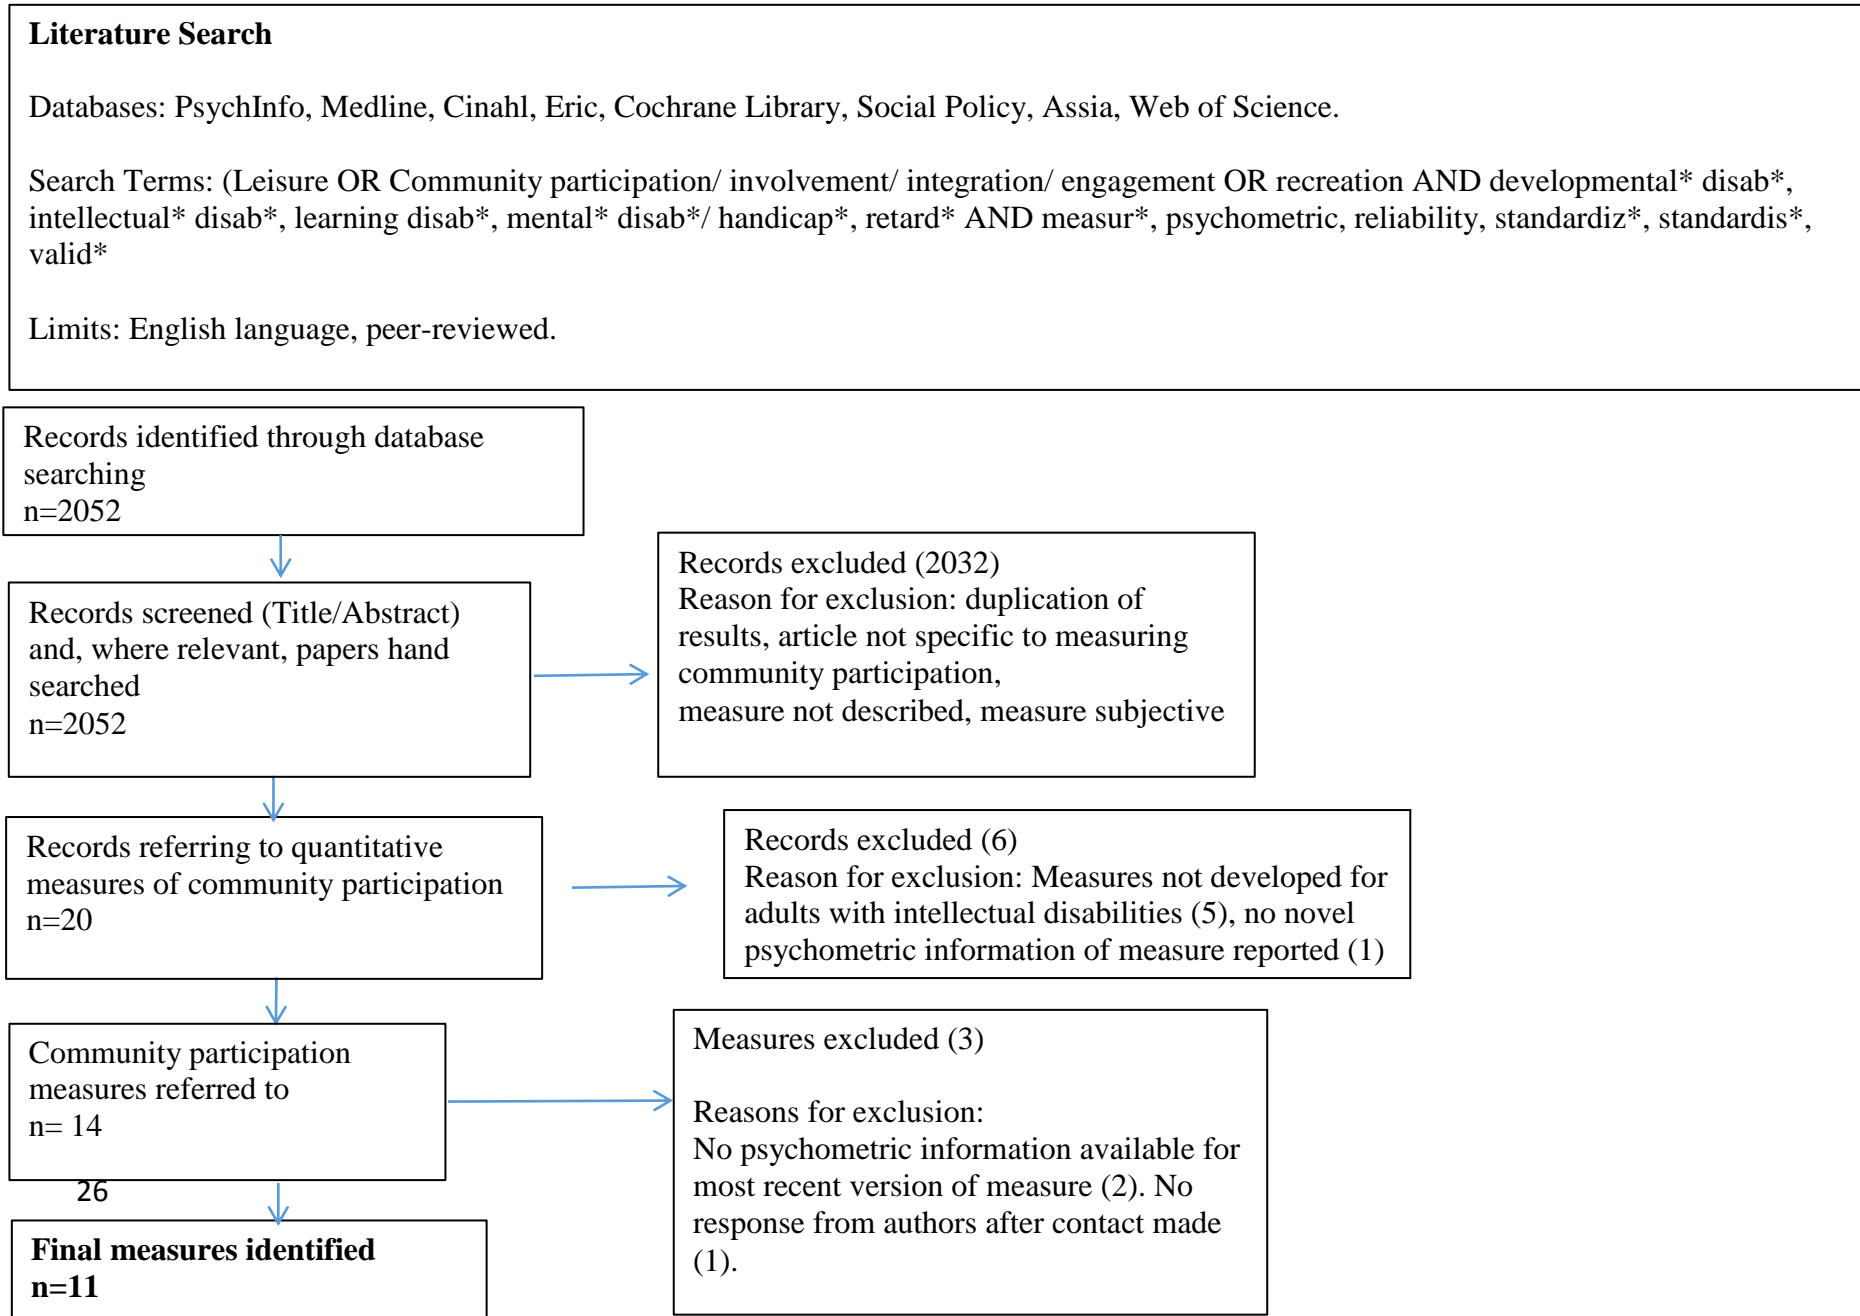 Literature Search
Databases: PsychInfo, Medline, Cinahl, Eric, Cochrane Library, Social Policy, Assia, Web of Science.
Search Terms: (Leisure OR Community participation/ involvement/ integration/ engagement OR recreation AND developmental* disab*,
intellectual* disab*, learning disab*, mental* disab*/ handicap*, retard* AND measur*, psychometric, reliability, standardiz*, standardis*,
valid*
Limits: English language, peer-reviewed.
Records identified through database
searching
n=2052
Records screened (Title/Abstract)
and, where relevant, papers hand
searched
n=2052
Records excluded (2032)
Reason for exclusion: duplication of
results, article not specific to measuring
community participation,
measure not described, measure subjective
Records referring to quantitative
measures of community participation
n=20
Records excluded (6)
Reason for exclusion: Measures not developed for
adults with intellectual disabilities (5), no novel
psychometric information of measure reported (1)
Community participation
measures referred to
n= 14
Measures excluded (3)
Reasons for exclusion:
No psychometric information available for
most recent version of measure (2). No
response from authors after contact made
(1).
26
Final measures identified
n=11